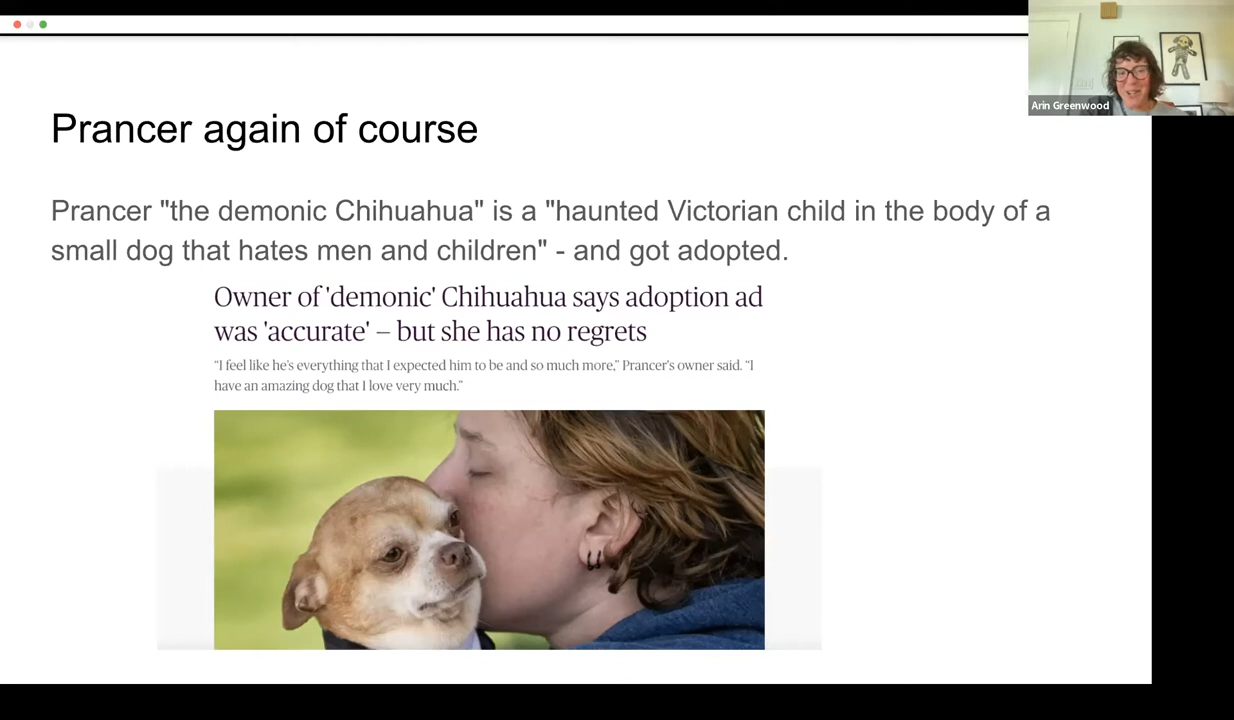 Arin Greenwood
Prancer again of course
Prancer "the demonic Chihuahua" is a "haunted Victorian child in the body of a
small dog that hates men and children" - and got adopted.
Owner of 'demonic' Chihuahua says adoption ad
was 'accurate' – but she has no regrets
“I feel like he’s everything that I expected him to be and so much more,” Prancer’s owner said. “I
have an amazing dog that I love very much.”